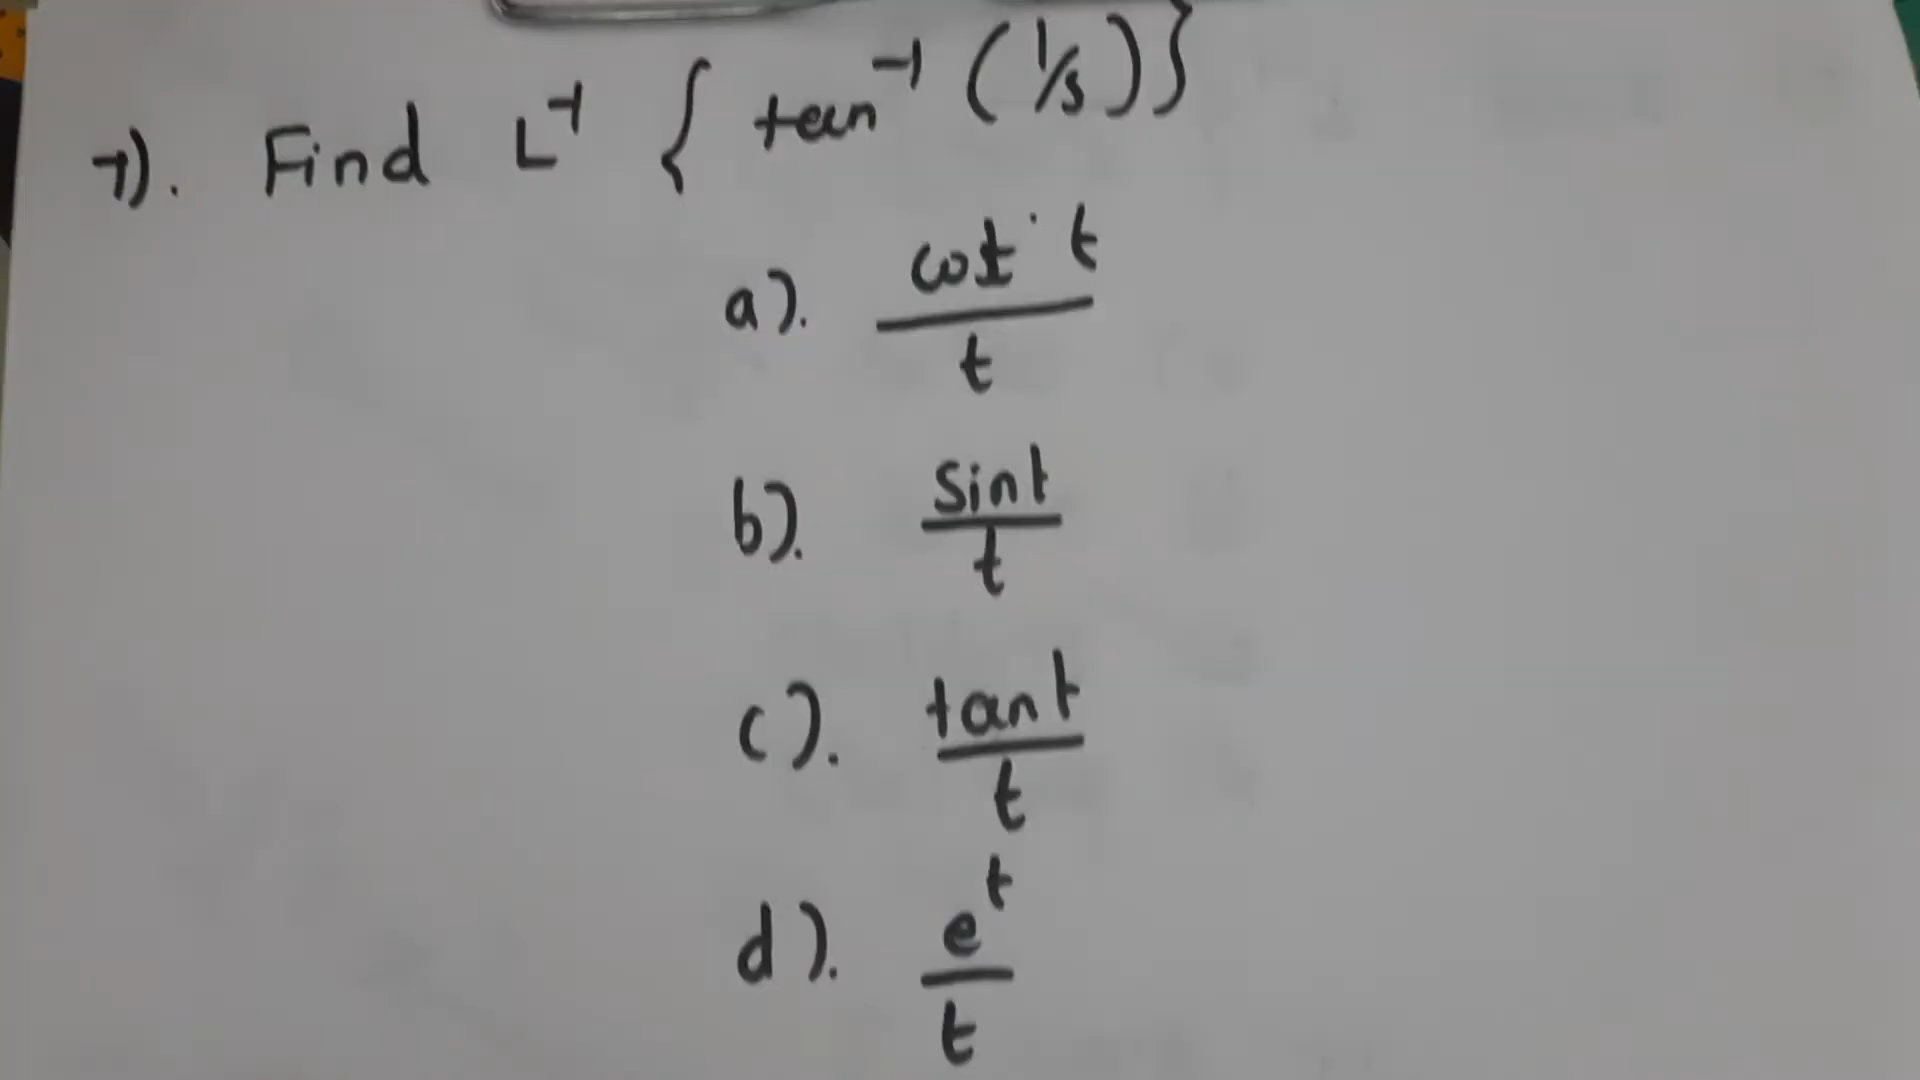 7). Find L⁻¹ { tan⁻¹ (1/s) }
a). cot t / t
b). sin t / t
c). tan t / t
d). eᵗ / t